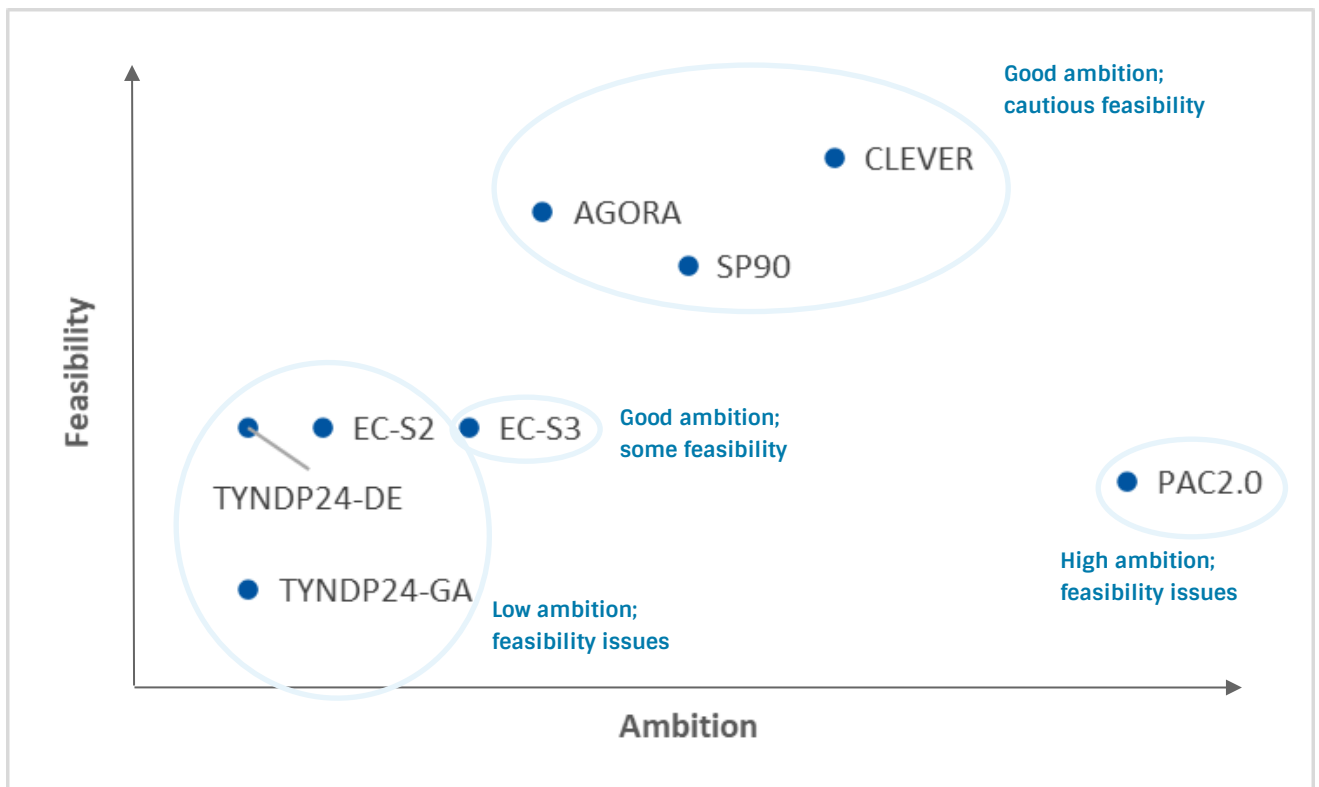 Good ambition;
cautious feasibility
CLEVER
AGORA
SP90
Feasibility
EC-S2
EC-S3
Good ambition;
some feasibility
TYNDP24-DE
PAC2.0
High ambition;
feasibility issues
TYNDP24-GA
Low ambition;
feasibility issues
Ambition